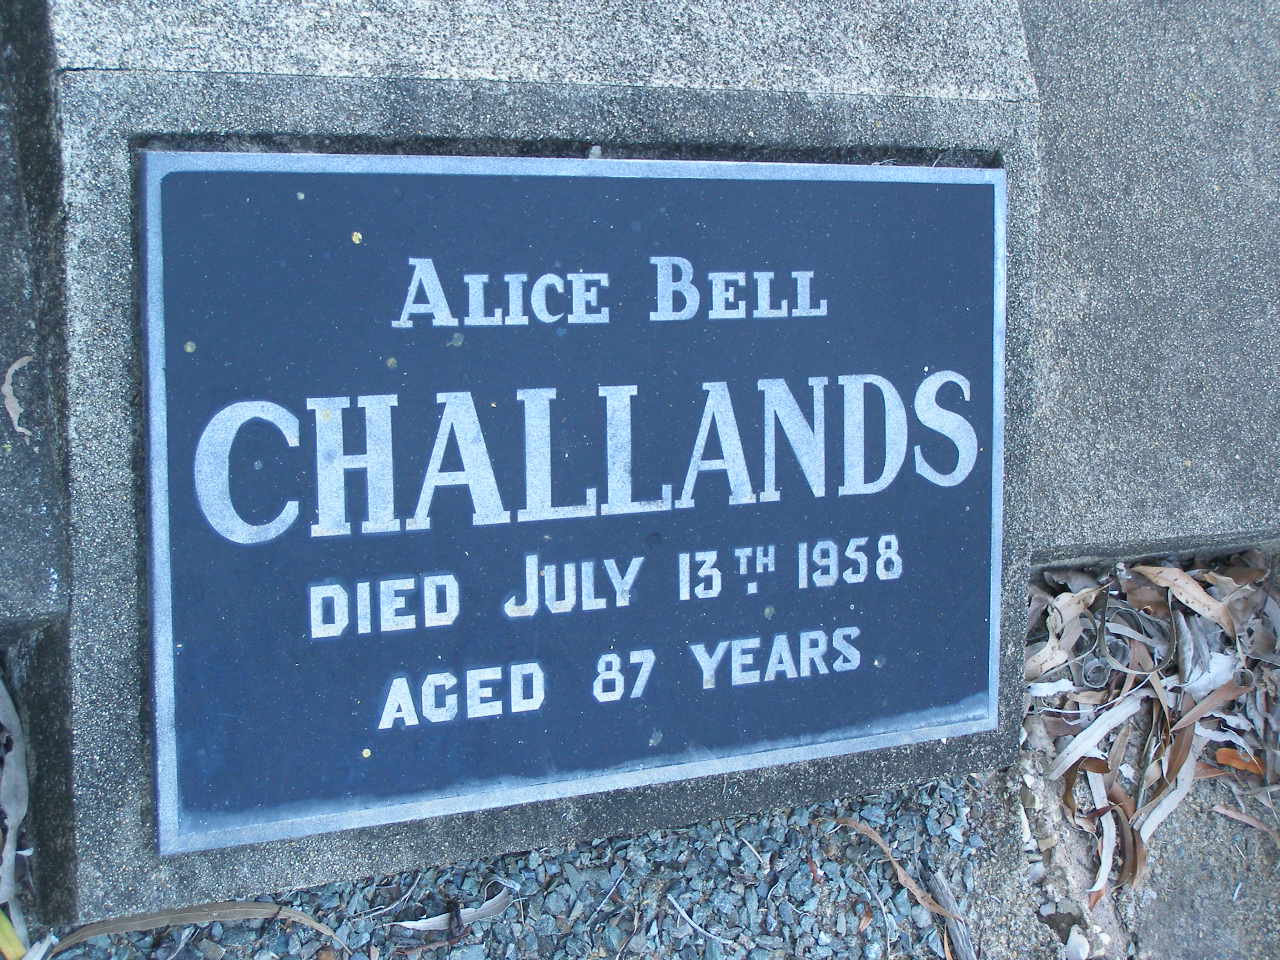 ALICE BELL
CHALLANDS
DIED JULY 13TH. 1958
AGED 87 YEARS